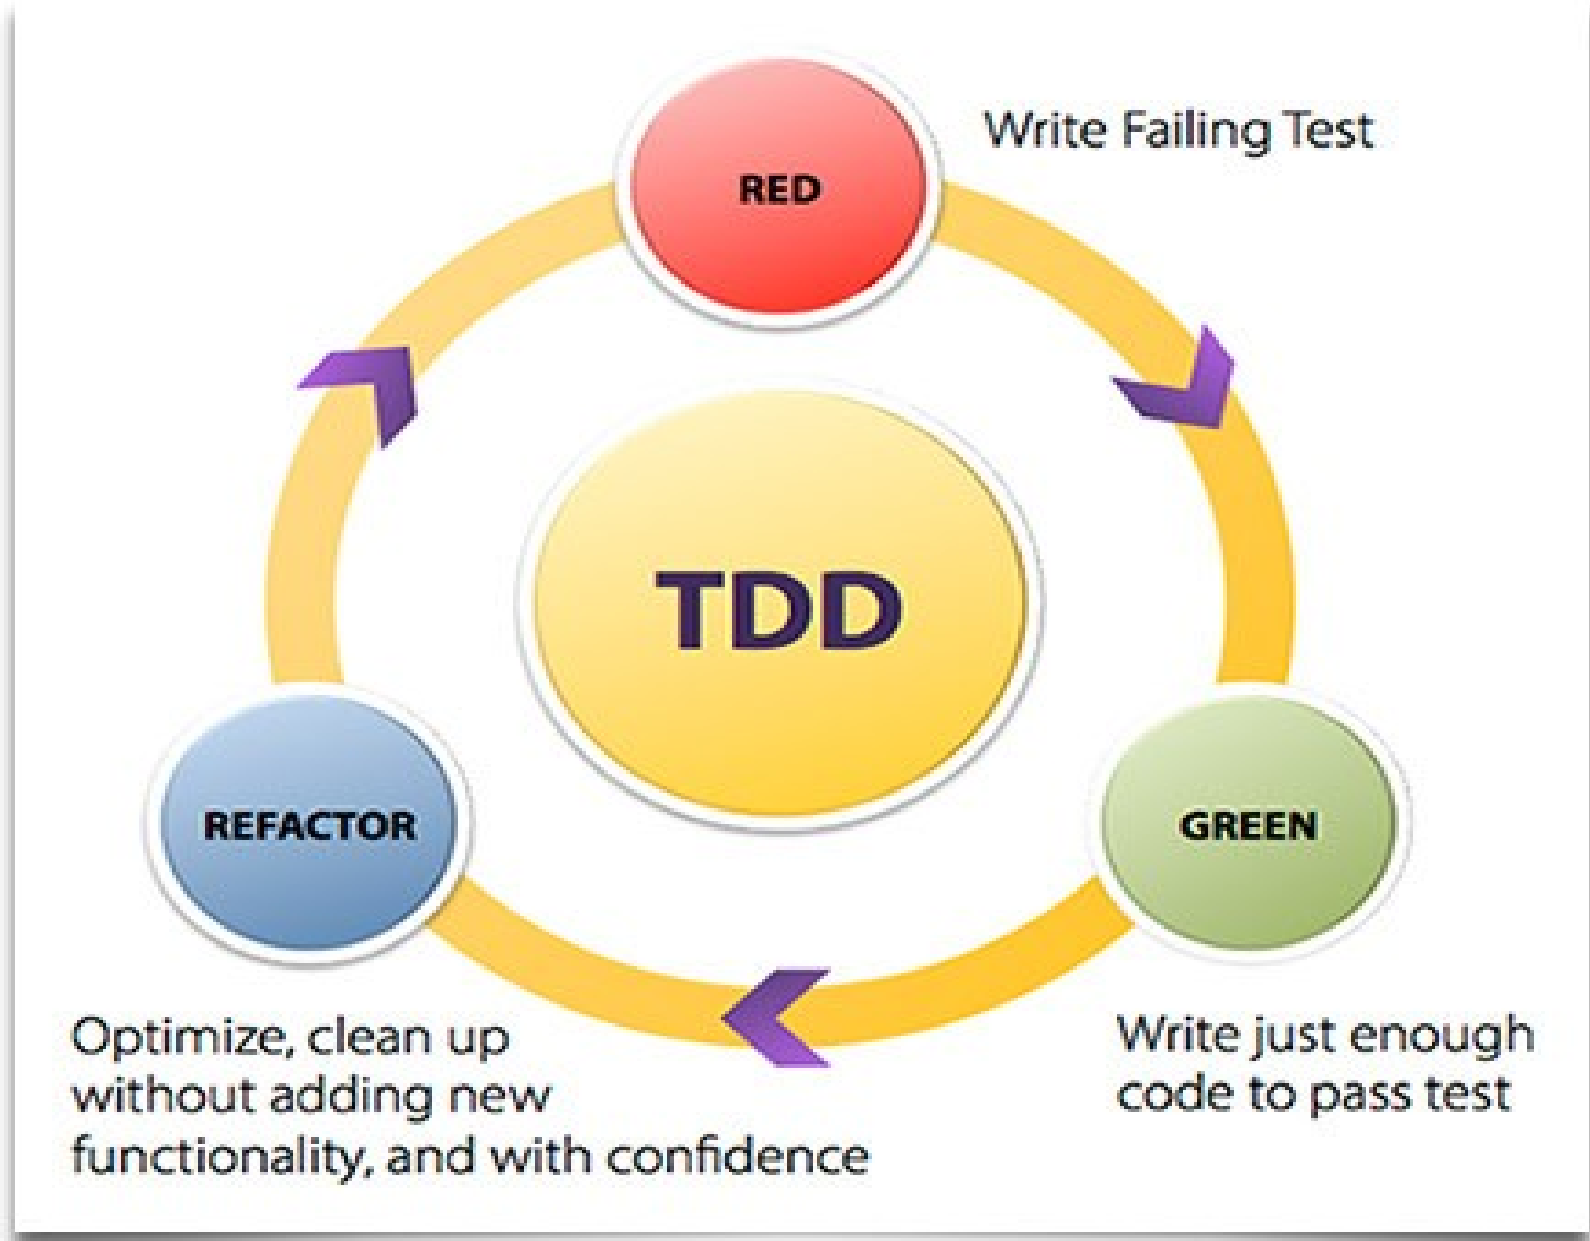 RED
Write Failing Test
TDD
REFACTOR
GREEN
Optimize, clean up
without adding new
functionality, and with confidence
Write just enough
code to pass test